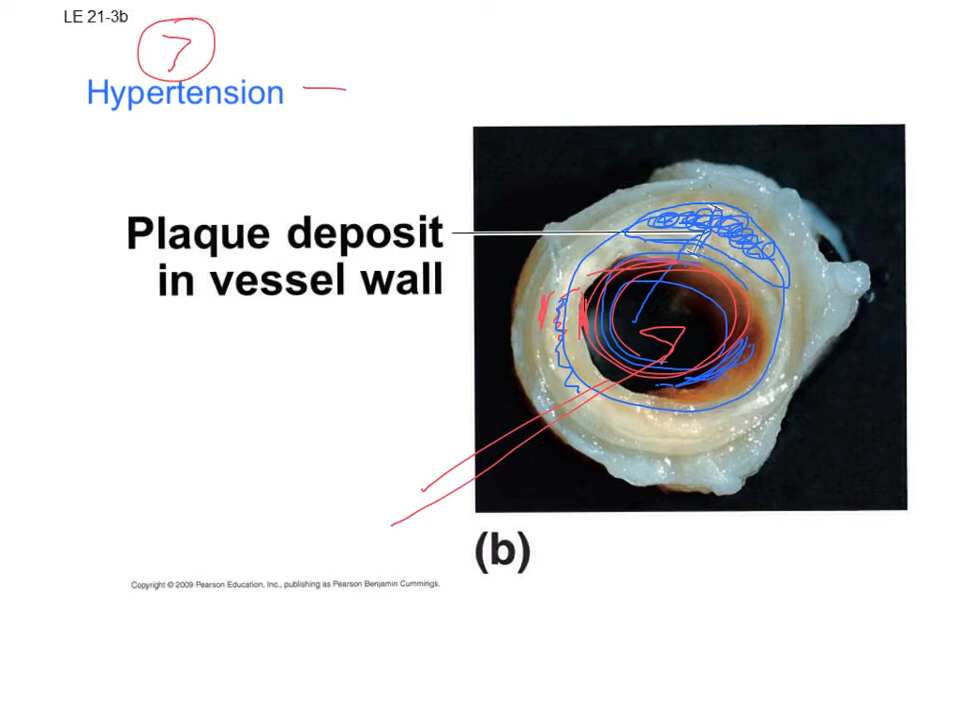 LE 21-3b
7
Hypertension —
Plaque deposit
in vessel wall
(b)
Copyright © 2009 Pearson Education, Inc., publishing as Pearson Benjamin Cummings.